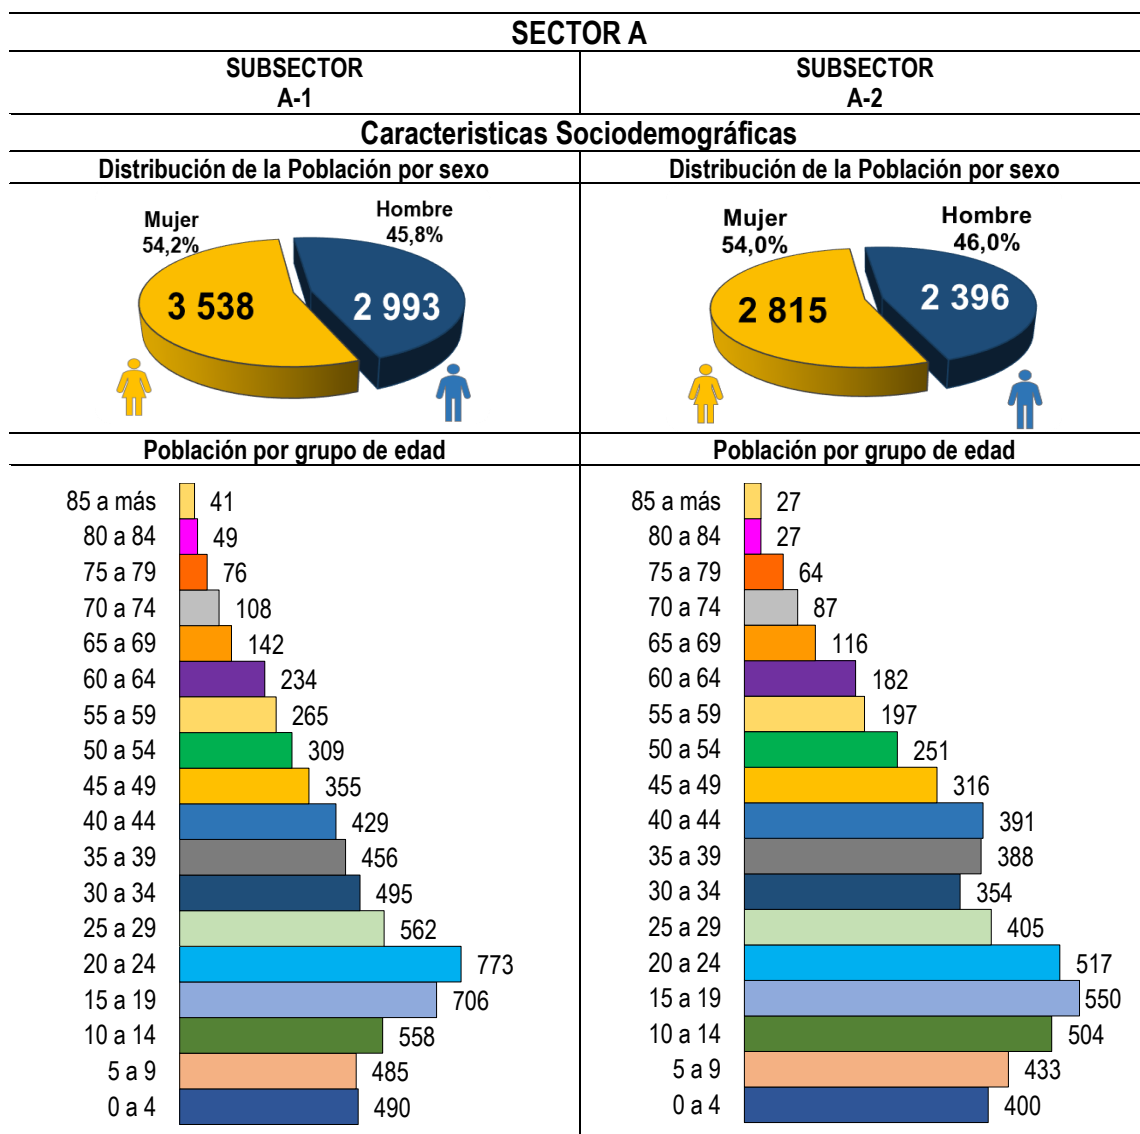 SECTOR A
SUBSECTOR
A-1
SUBSECTOR
A-2
Caracteristicas Sociodemográficas
Distribución de la Población por sexo
Distribución de la Población por sexo
Mujer
54,2%
Hombre
45,8%
3 538
2 993
Mujer
54,0%
Hombre
46,0%
2 815
2 396
Población por grupo de edad
Población por grupo de edad
85 a más 41
80 a 84 49
75 a 79 76
70 a 74 108
65 a 69 142
60 a 64 234
55 a 59 265
50 a 54 309
45 a 49 355
40 a 44 429
35 a 39 456
30 a 34 495
25 a 29 562
20 a 24 773
15 a 19 706
10 a 14 558
5 a 9 485
0 a 4 490
85 a más 27
80 a 84 27
75 a 79 64
70 a 74 87
65 a 69 116
60 a 64 182
55 a 59 197
50 a 54 251
45 a 49 316
40 a 44 391
35 a 39 388
30 a 34 354
25 a 29 405
20 a 24 517
15 a 19 550
10 a 14 504
5 a 9 433
0 a 4 400